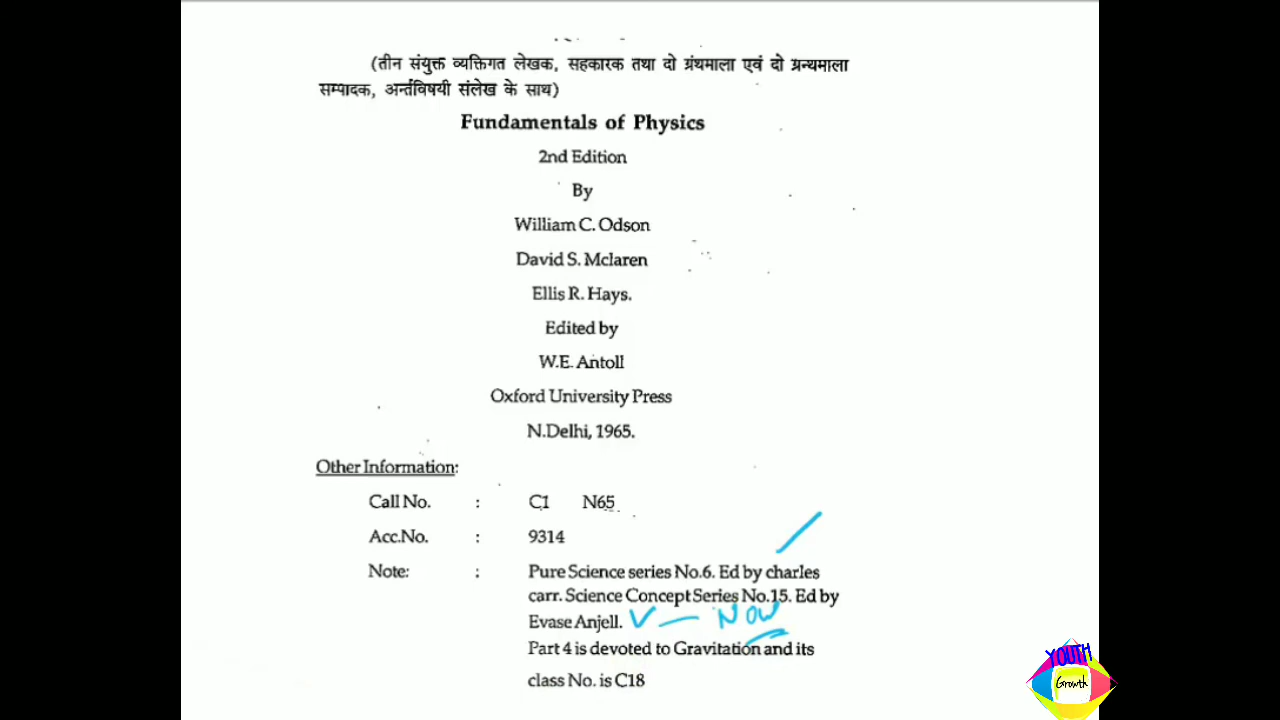 (तीन संयुक्त व्यक्तिगत लेखक, सहकारक तथा दो ग्रंथमाला एवं दो ग्रन्थमाला
सम्पादक, अर्न्तविषयी संलेख के साथ)
Fundamentals of Physics
2nd Edition
By
William C. Odson
David S. Mclaren
Ellis R. Hays.
Edited by
W.E. Antoll
Oxford University Press
N.Delhi, 1965.
Other Information:
Call No. : C1 N65
Acc.No. : 9314
Note: : Pure Science series No.6. Ed by charles
carr. Science Concept Series No.15. Ed by
Evase Anjell. V — Now
Part 4 is devoted to Gravitation and its
class No. is C18
YOUTH
Growth